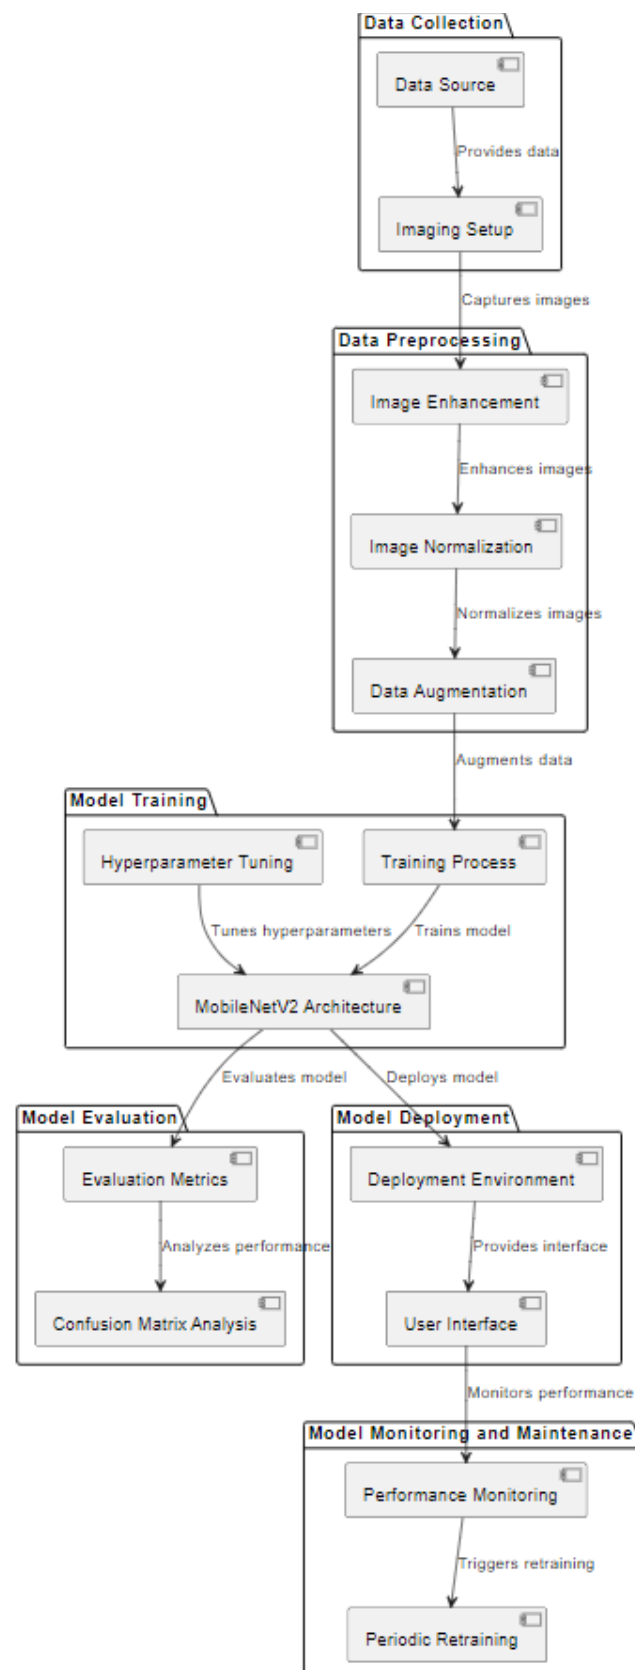 Data Collection
Data Source
Provides data
Imaging Setup
Captures images
Data Preprocessing
Image Enhancement
Enhances images
Image Normalization
Normalizes images
Data Augmentation
Augments data
Model Training
Hyperparameter Tuning
Training Process
Tunes hyperparameters
Trains model
MobileNetV2 Architecture
Evaluates model
Deploys model
Model Evaluation
Model Deployment
Evaluation Metrics
Deployment Environment
Analyzes performance
Provides interface
Confusion Matrix Analysis
User Interface
Monitors performance
Model Monitoring and Maintenance
Performance Monitoring
Triggers retraining
Periodic Retraining